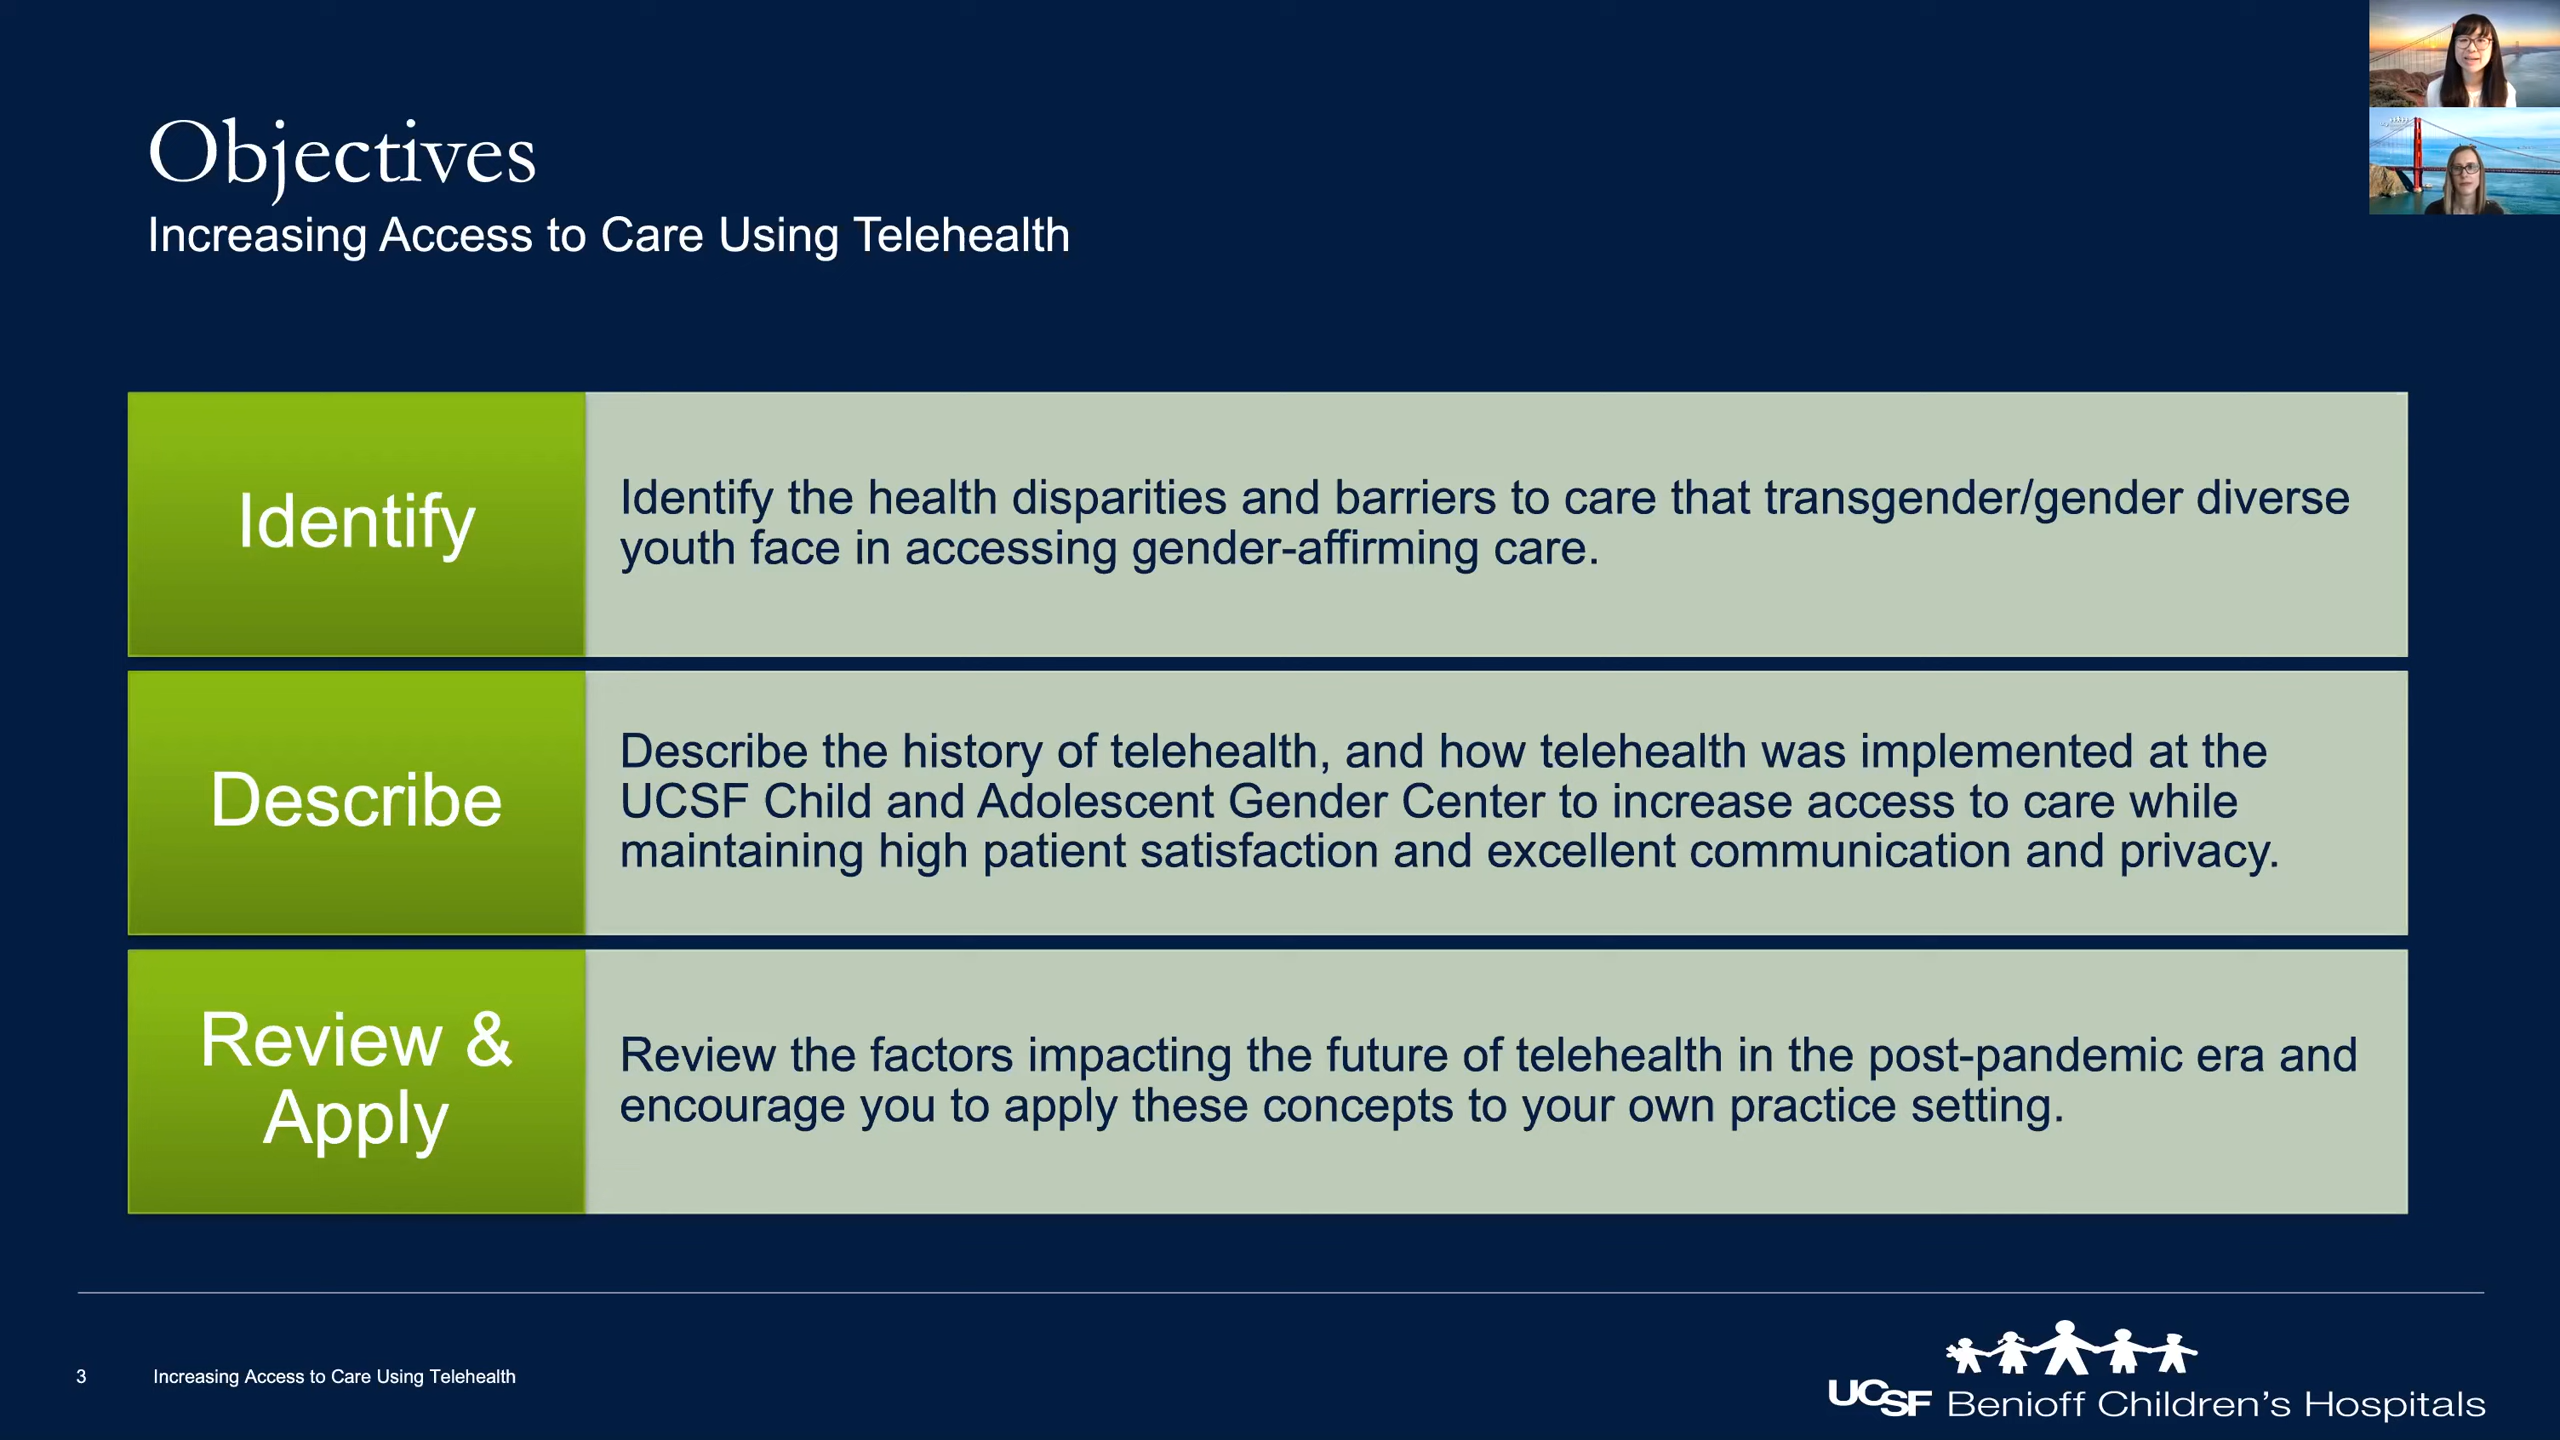 Objectives
Increasing Access to Care Using Telehealth
Identify
Identify the health disparities and barriers to care that transgender/gender diverse
youth face in accessing gender-affirming care.
Describe
Describe the history of telehealth, and how telehealth was implemented at the
UCSF Child and Adolescent Gender Center to increase access to care while
maintaining high patient satisfaction and excellent communication and privacy.
Review &
Apply
Review the factors impacting the future of telehealth in the post-pandemic era and
encourage you to apply these concepts to your own practice setting.
3
Increasing Access to Care Using Telehealth
UCSF Benioff Children's Hospitals